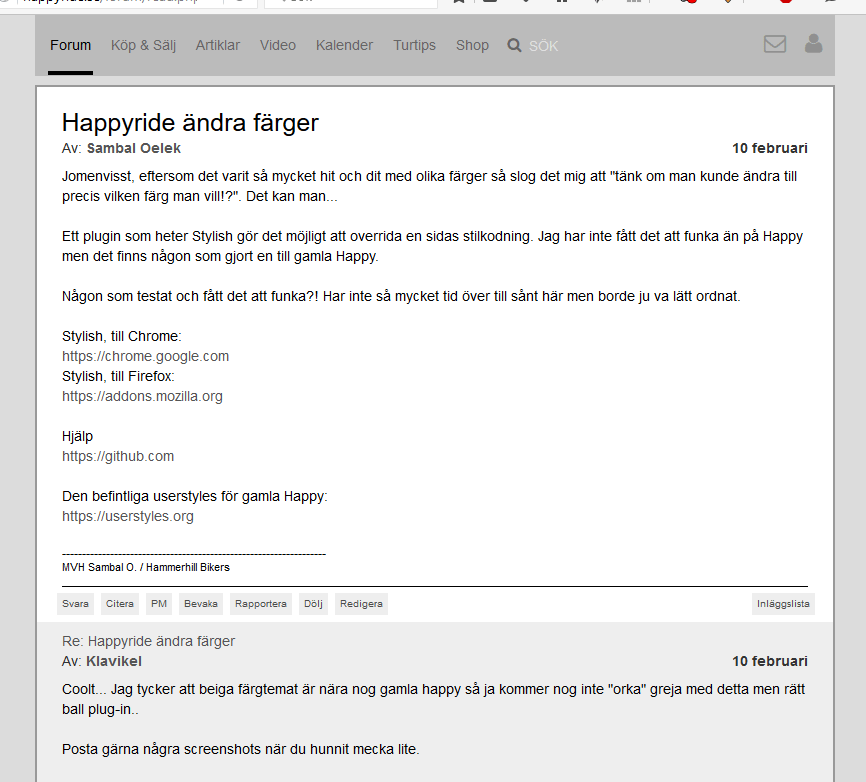 Forum Köp & Sälj Artiklar Video Kalender Turtips Shop SÖK
Happyride ändra färger
Av: Sambal Oelek 10 februari
Jomenvisst, eftersom det varit så mycket hit och dit med olika färger så slog det mig att "tänk om man kunde ändra till
precis vilken färg man vill!?". Det kan man...
Ett plugin som heter Stylish gör det möjligt att overrida en sidas stilkodning. Jag har inte fått det att funka än på Happy
men det finns någon som gjort en till gamla Happy.
Någon som testat och fått det att funka?! Har inte så mycket tid över till sånt här men borde ju va lätt ordnat.
Stylish, till Chrome:
https://chrome.google.com
Stylish, till Firefox:
https://addons.mozilla.org
Hjälp
https://github.com
Den befintliga userstyles för gamla Happy:
https://userstyles.org
MVH Sambal O. / Hammerhill Bikers
Svara Citera PM Bevaka Rapportera Dölj Redigera Inläggslista
Re: Happyride ändra färger
Av: Klavikel 10 februari
Coolt... Jag tycker att beiga färgtemat är nära nog gamla happy så ja kommer nog inte "orka" greja med detta men rätt
ball plug-in..
Posta gärna några screenshots när du hunnit mecka lite.